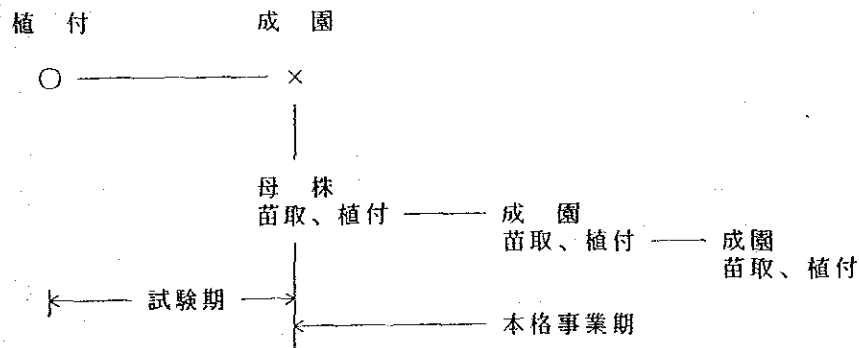 植付 成園
○ ×
母株
苗取、植付 成園
苗取、植付 成園
苗取、植付
試験期
本格事業期